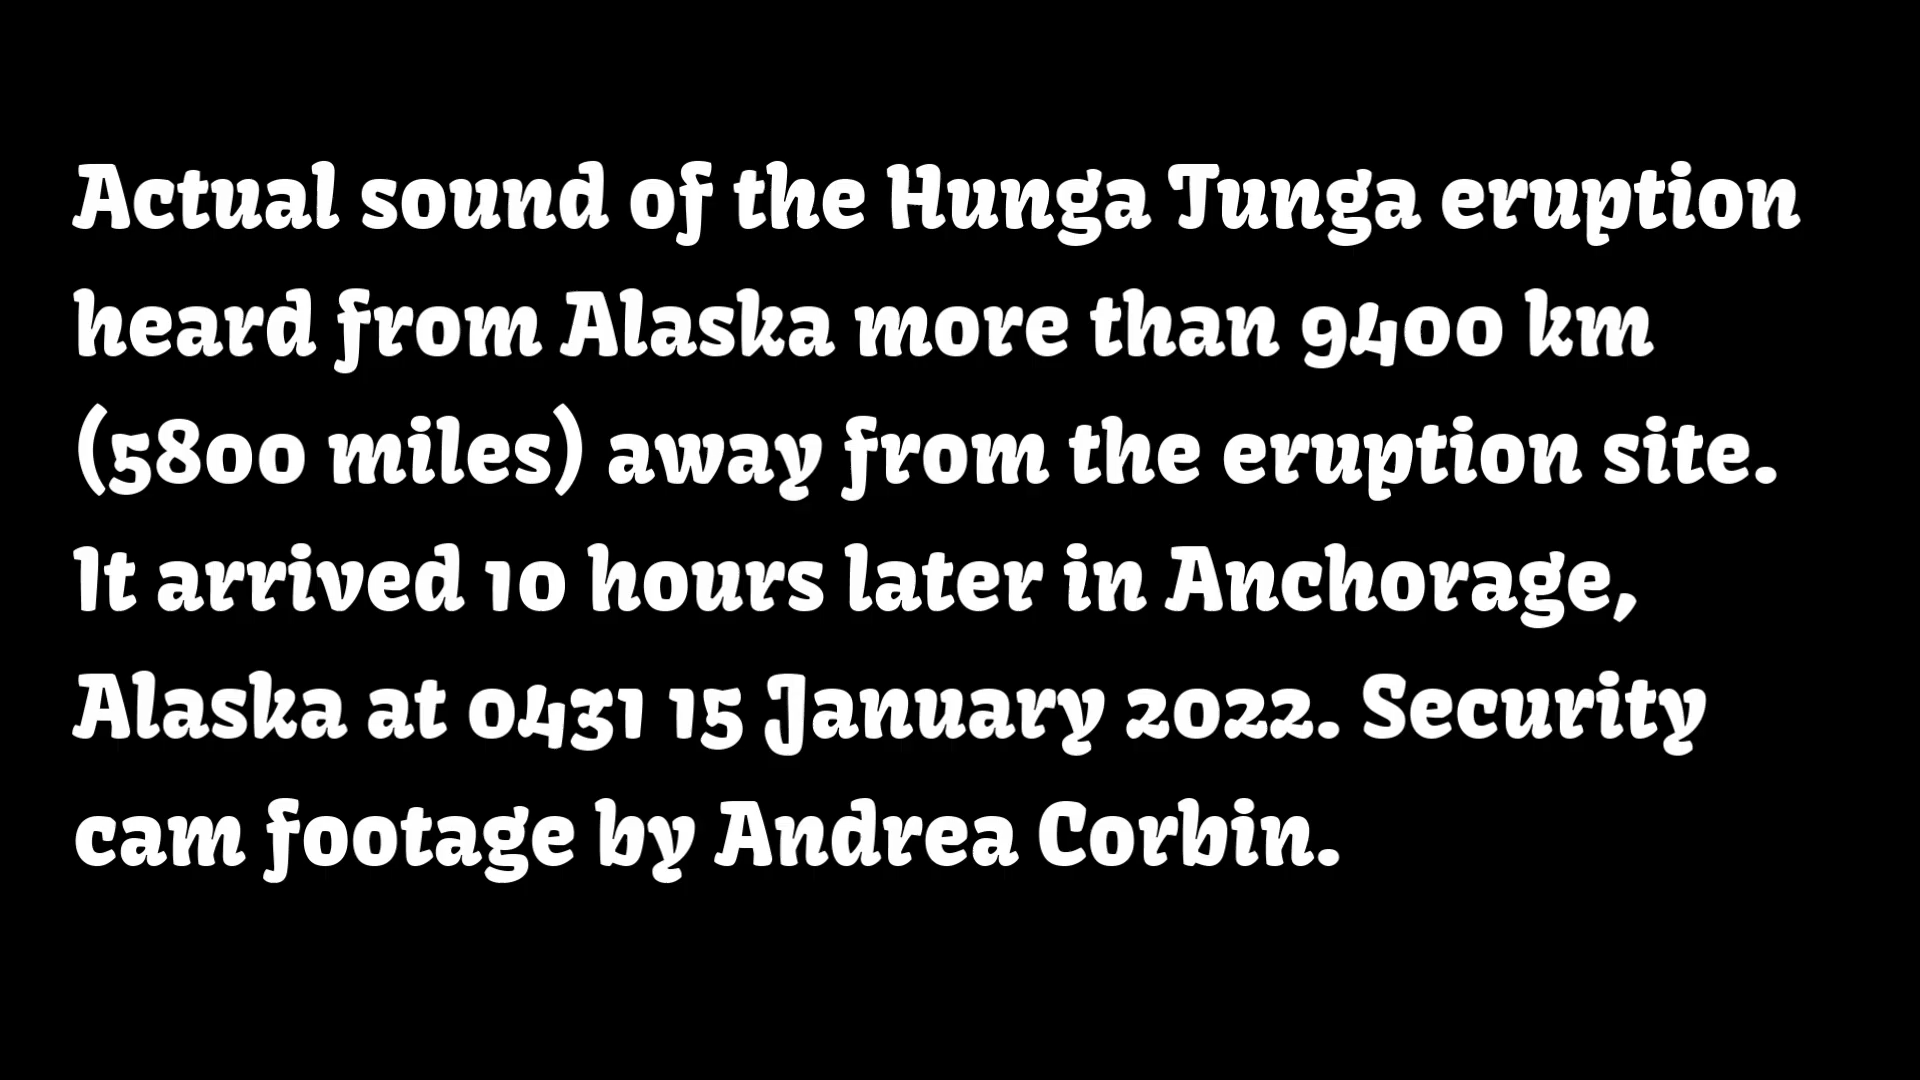 Actual sound of the Hunga Tunga eruption
heard from Alaska more than 9400 km
(5800 miles) away from the eruption site.
It arrived 10 hours later in Anchorage,
Alaska at 0431 15 January 2022. Security
cam footage by Andrea Corbin.